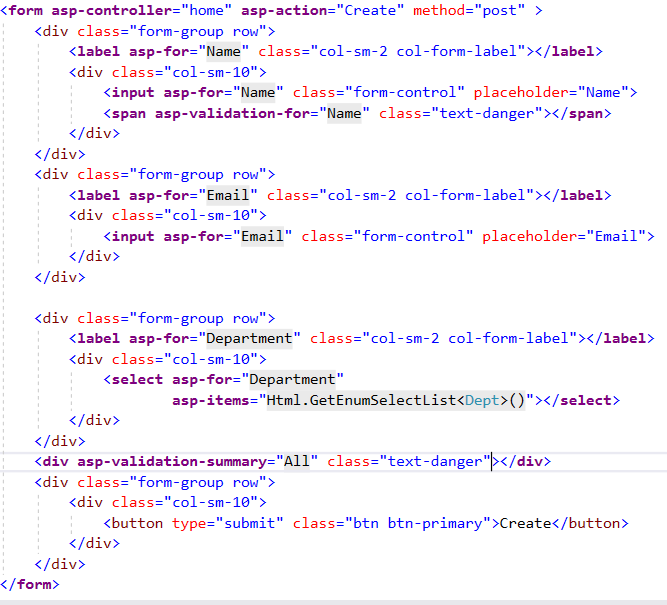 <form asp-controller="home" asp-action="Create" method="post" >
    <div class="form-group row">
        <label asp-for="Name" class="col-sm-2 col-form-label"></label>
        <div class="col-sm-10">
            <input asp-for="Name" class="form-control" placeholder="Name">
            <span asp-validation-for="Name" class="text-danger"></span>
        </div>
    </div>
    <div class="form-group row">
        <label asp-for="Email" class="col-sm-2 col-form-label"></label>
        <div class="col-sm-10">
            <input asp-for="Email" class="form-control" placeholder="Email">
        </div>
    </div>

    <div class="form-group row">
        <label asp-for="Department" class="col-sm-2 col-form-label"></label>
        <div class="col-sm-10">
            <select asp-for="Department"
                    asp-items="Html.GetEnumSelectList<Dept>()"></select>
        </div>
    </div>
    <div asp-validation-summary="All" class="text-danger"></div>
    <div class="form-group row">
        <div class="col-sm-10">
            <button type="submit" class="btn btn-primary">Create</button>
        </div>
    </div>
</form>